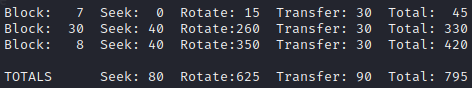 Block:   7  Seek:  0  Rotate: 15  Transfer: 30  Total:  45
Block:  30  Seek: 40  Rotate:260  Transfer: 30  Total: 330
Block:   8  Seek: 40  Rotate:350  Transfer: 30  Total: 420
TOTALS      Seek: 80  Rotate:625  Transfer: 90  Total: 795